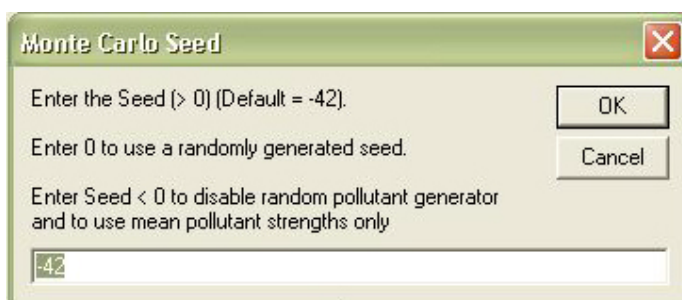 Monte Carlo Seed
Enter the Seed (> 0) (Default = -42).
OK
Enter 0 to use a randomly generated seed.
Cancel
Enter Seed < 0 to disable random pollutant generator
and to use mean pollutant strengths only
-42